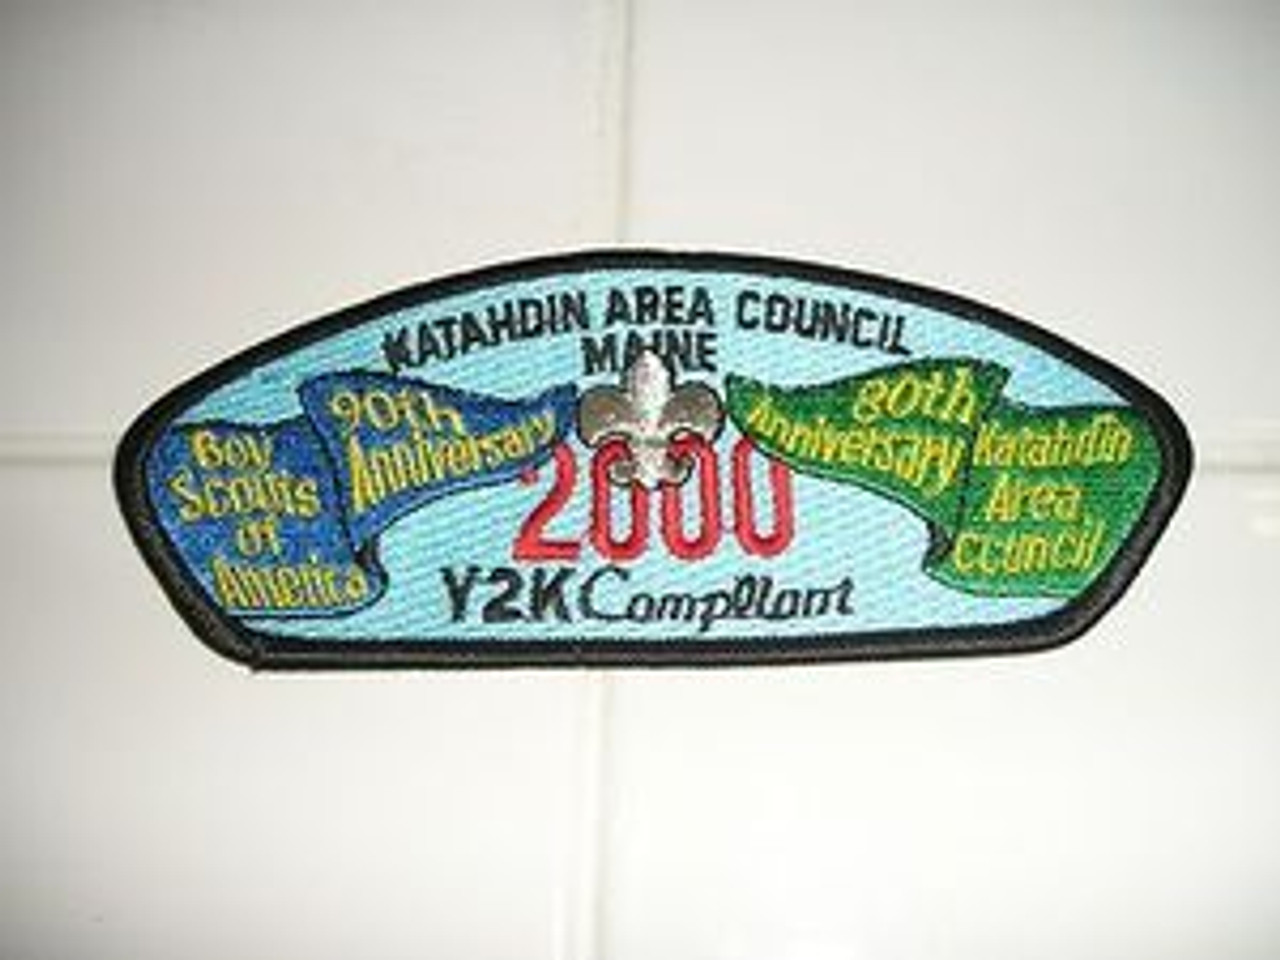 KATAHDIN AREA COUNCIL
MAINE
90th
Anniversary
Boy
Scouts
of
America
80th
Anniversary
Katahdin
Area
Council
2000
Y2K Compliant